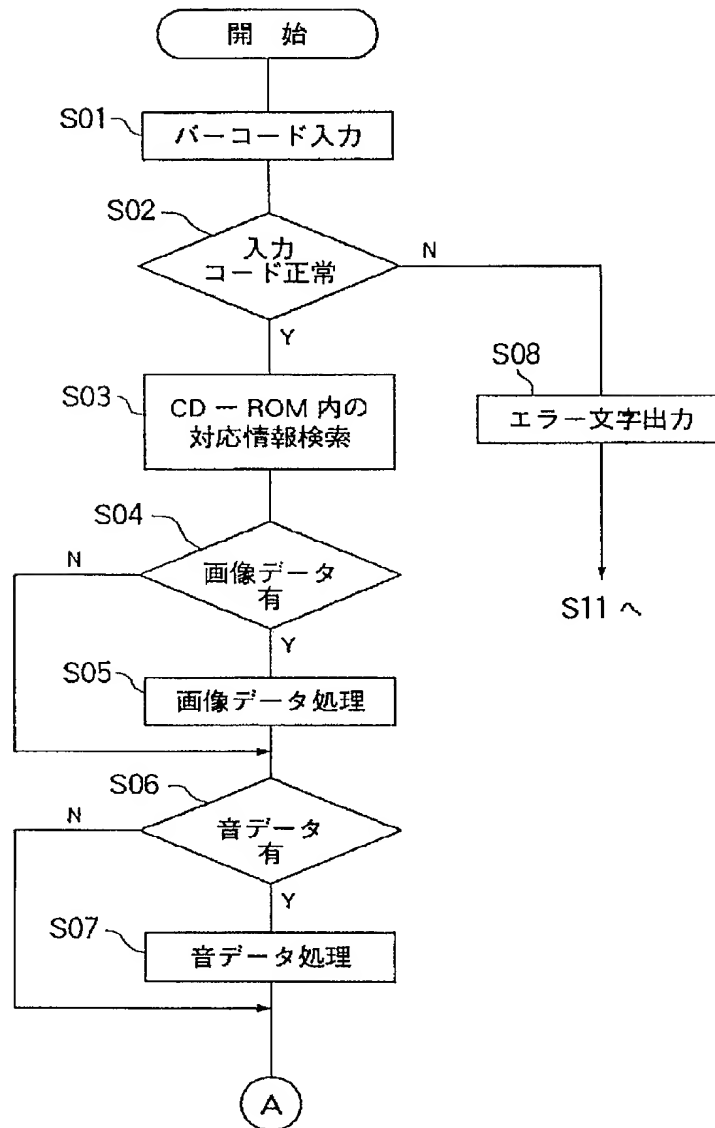 開 始
S01
バーコード入力
S02
入力
コード正常
N
Y
S08
エラー文字出力
S11 へ
S03
CD － ROM 内の
対応情報検索
S04
N
画像データ
有
Y
S05
画像データ処理
S06
N
音データ
有
Y
S07
音データ処理
A